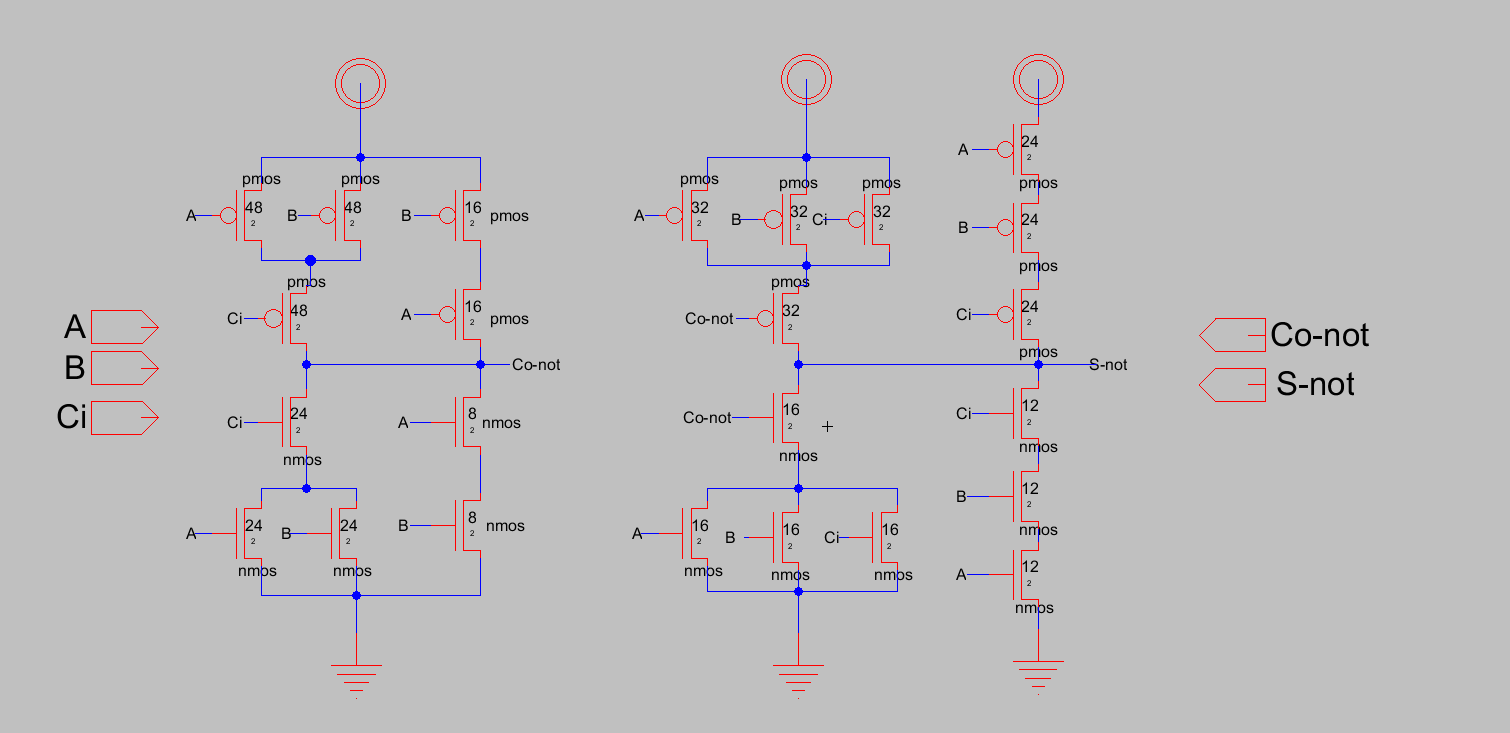 pmos pmos
A 48 2 B 48 2 B 16 2 pmos
pmos
Ci 48 2 A 16 2 pmos
Co-not
Ci 24 2 A 8 2 nmos
nmos
A 24 2 B 24 2 B 8 2 nmos
nmos nmos
pmos pmos pmos
A 32 2 B 32 2 Ci 32 2
pmos
Co-not 32 2
Co-not 16 2
nmos
A 16 2 B 16 2 Ci 16 2
nmos nmos nmos
A 24 2
pmos
B 24 2
pmos
Ci 24 2
pmos
S-not
Ci 12 2
nmos
B 12 2
nmos
A 12 2
nmos
A
B
Ci
Co-not
S-not